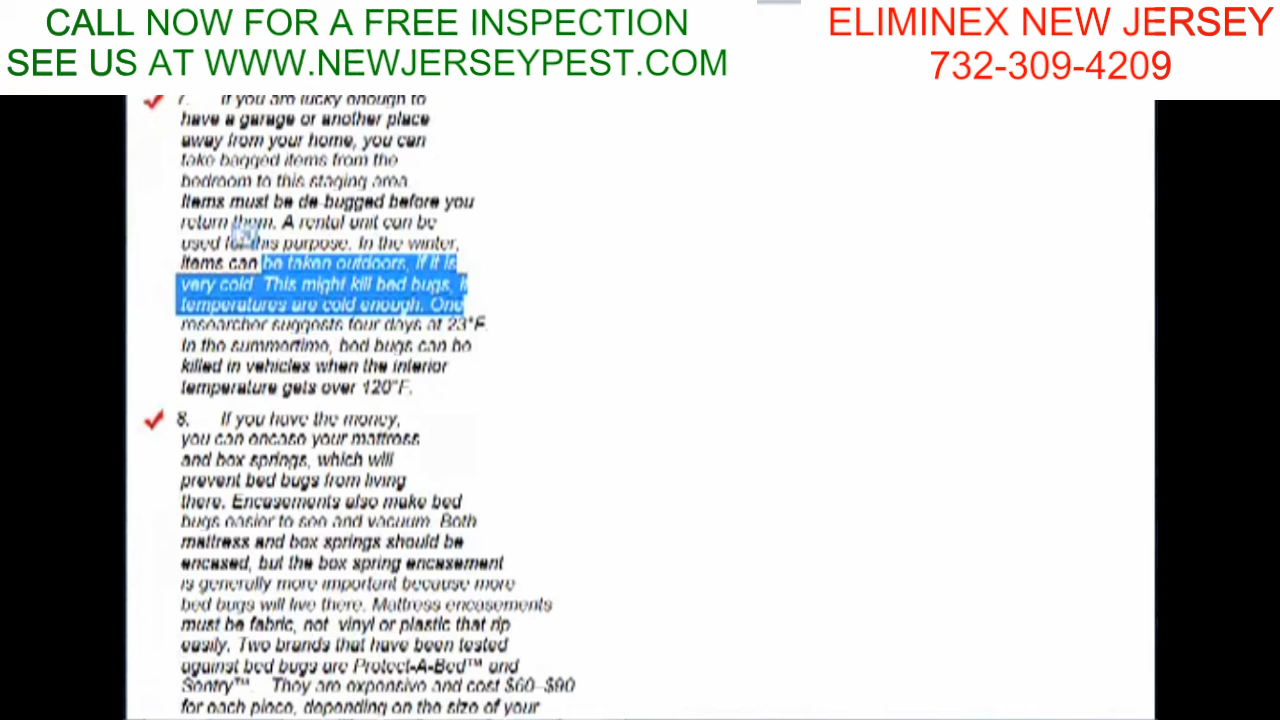 CALL NOW FOR A FREE INSPECTION
SEE US AT WWW.NEWJERSEYPEST.COM
ELIMINEX NEW JERSEY
732-309-4209
7. If you are lucky enough to
have a garage or another place
away from your home, you can
take bagged items from the
bedroom to this staging area.
Items must be de-bugged before you
return them. A rental unit can be
used for this purpose. In the winter,
items can be taken outdoors, if it is
very cold. This might kill bed bugs, if
temperatures are cold enough. One
researcher suggests four days at 23°F.
In the summertime, bed bugs can be
killed in vehicles when the interior
temperature gets over 120°F.
8. If you have the money,
you can encase your mattress
and box springs, which will
prevent bed bugs from living
there. Encasements also make bed
bugs easier to see and vacuum. Both
mattress and box springs should be
encased, but the box spring encasement
is generally more important because more
bed bugs will live there. Mattress encasements
must be fabric, not vinyl or plastic that rip
easily. Two brands that have been tested
against bed bugs are Protect-A-Bed™ and
Sentry™. They are expensive and cost $60–$90
for each piece, depending on the size of your